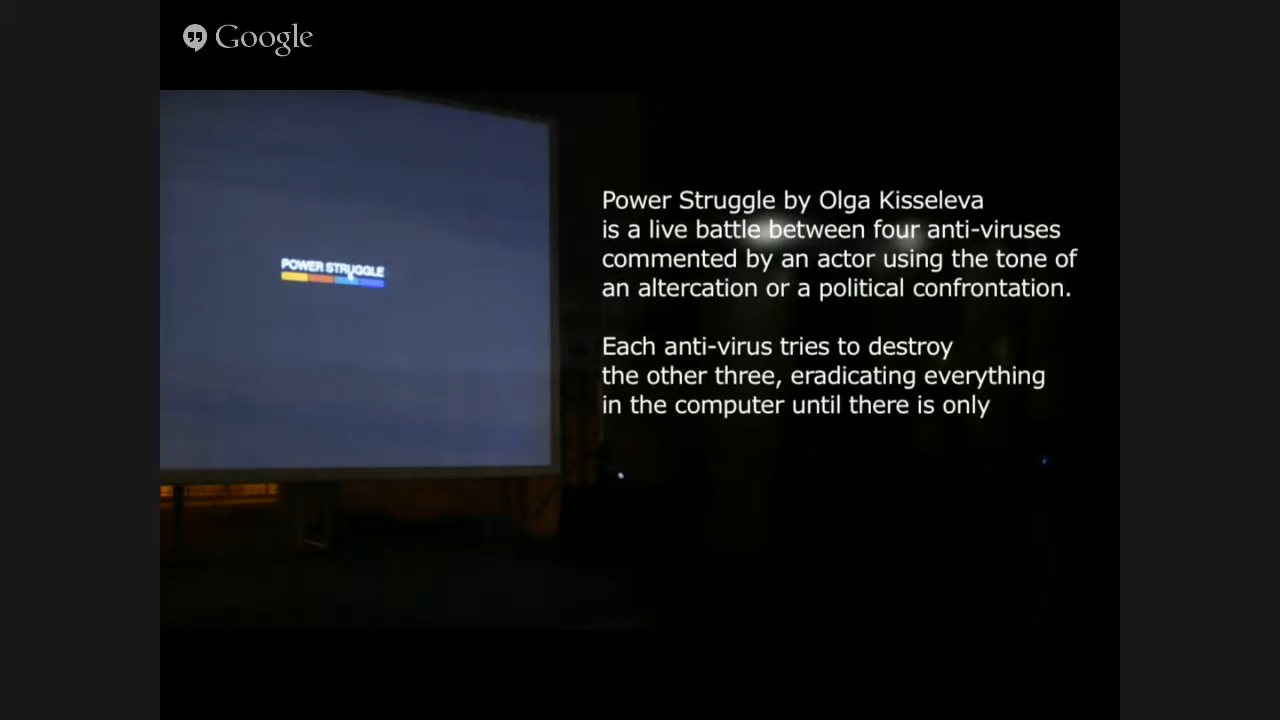 Google
POWER STRUGGLE
Power Struggle by Olga Kisseleva
is a live battle between four anti-viruses
commented by an actor using the tone of
an altercation or a political confrontation.
Each anti-virus tries to destroy
the other three, eradicating everything
in the computer until there is only